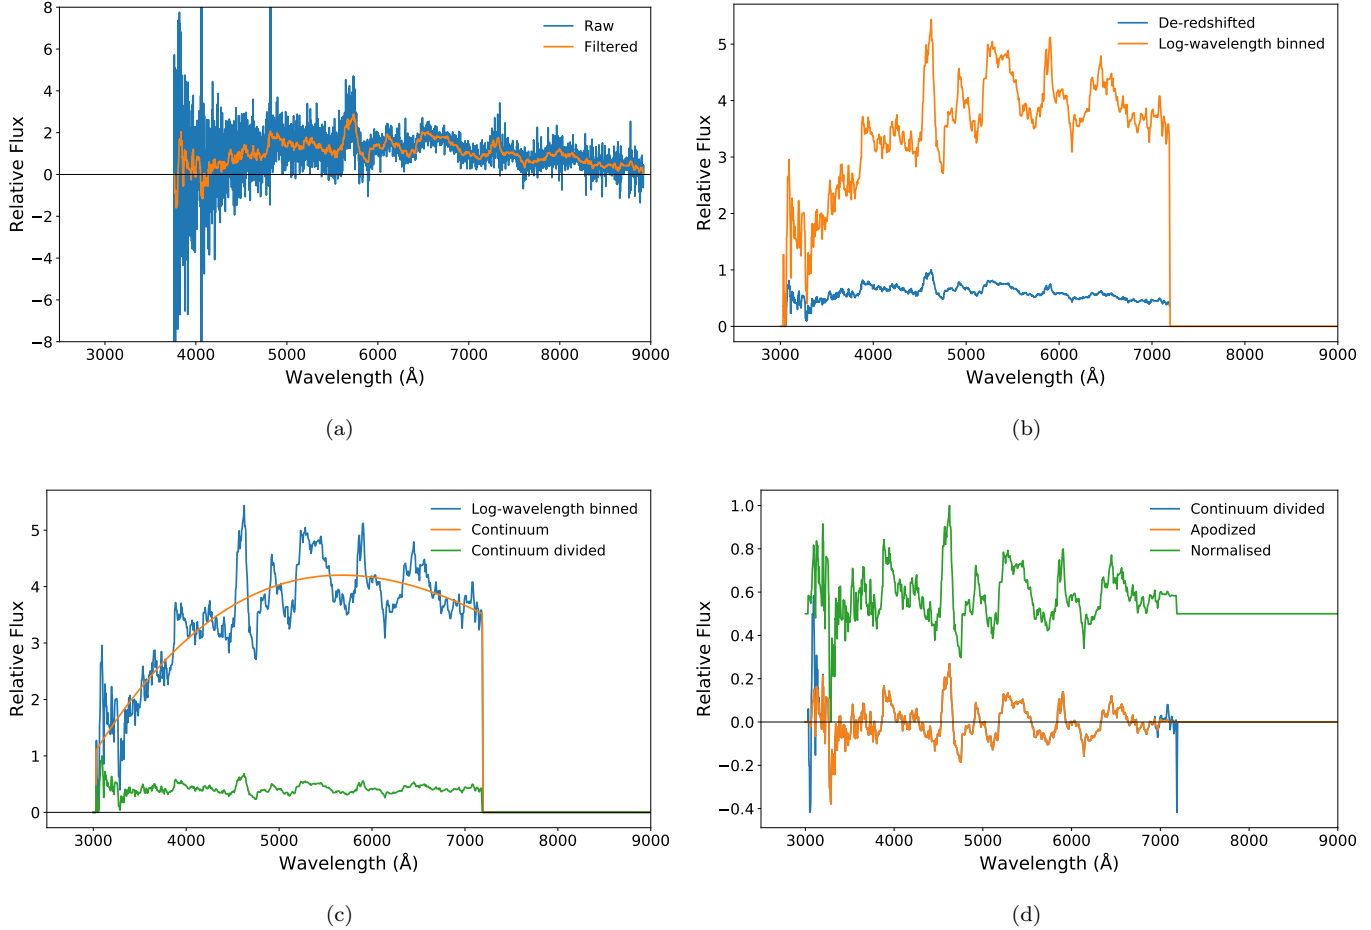 8
6
4
2
0
−2
−4
−6
−8
Relative Flux
Raw
Filtered
3000 4000 5000 6000 7000 8000 9000
Wavelength (Å)
(a)
5
4
3
2
1
0
Relative Flux
De-redshifted
Log-wavelength binned
3000 4000 5000 6000 7000 8000 9000
Wavelength (Å)
(b)
5
4
3
2
1
0
Relative Flux
Log-wavelength binned
Continuum
Continuum divided
3000 4000 5000 6000 7000 8000 9000
Wavelength (Å)
(c)
1.0
0.8
0.6
0.4
0.2
0.0
−0.2
−0.4
Relative Flux
Continuum divided
Apodized
Normalised
3000 4000 5000 6000 7000 8000 9000
Wavelength (Å)
(d)